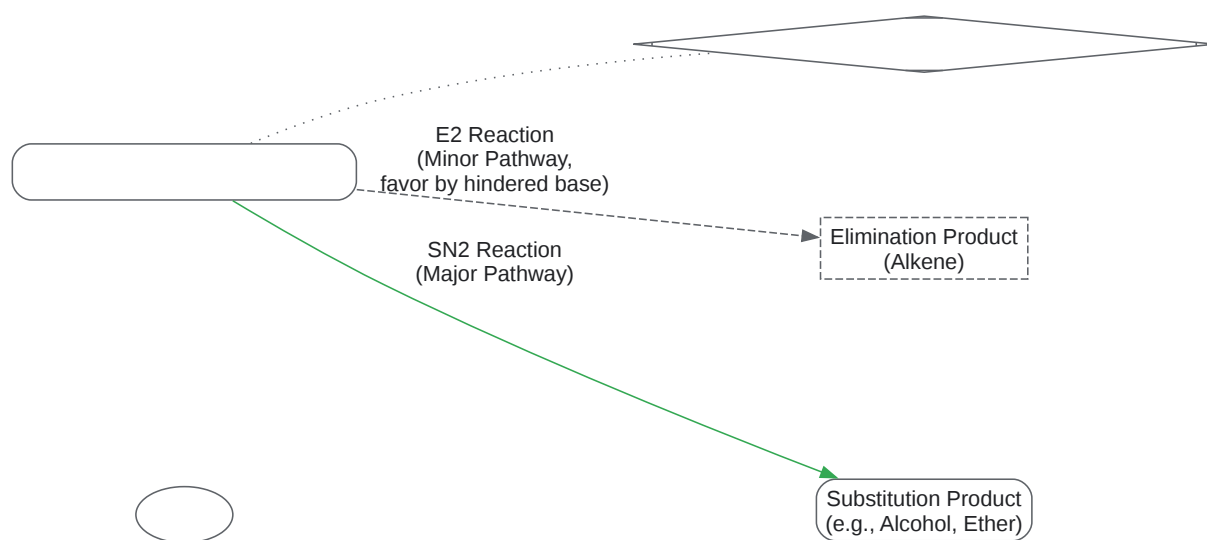 E2 Reaction
(Minor Pathway,
favor by hindered base)
Elimination Product
(Alkene)
SN2 Reaction
(Major Pathway)
Substitution Product
(e.g., Alcohol, Ether)